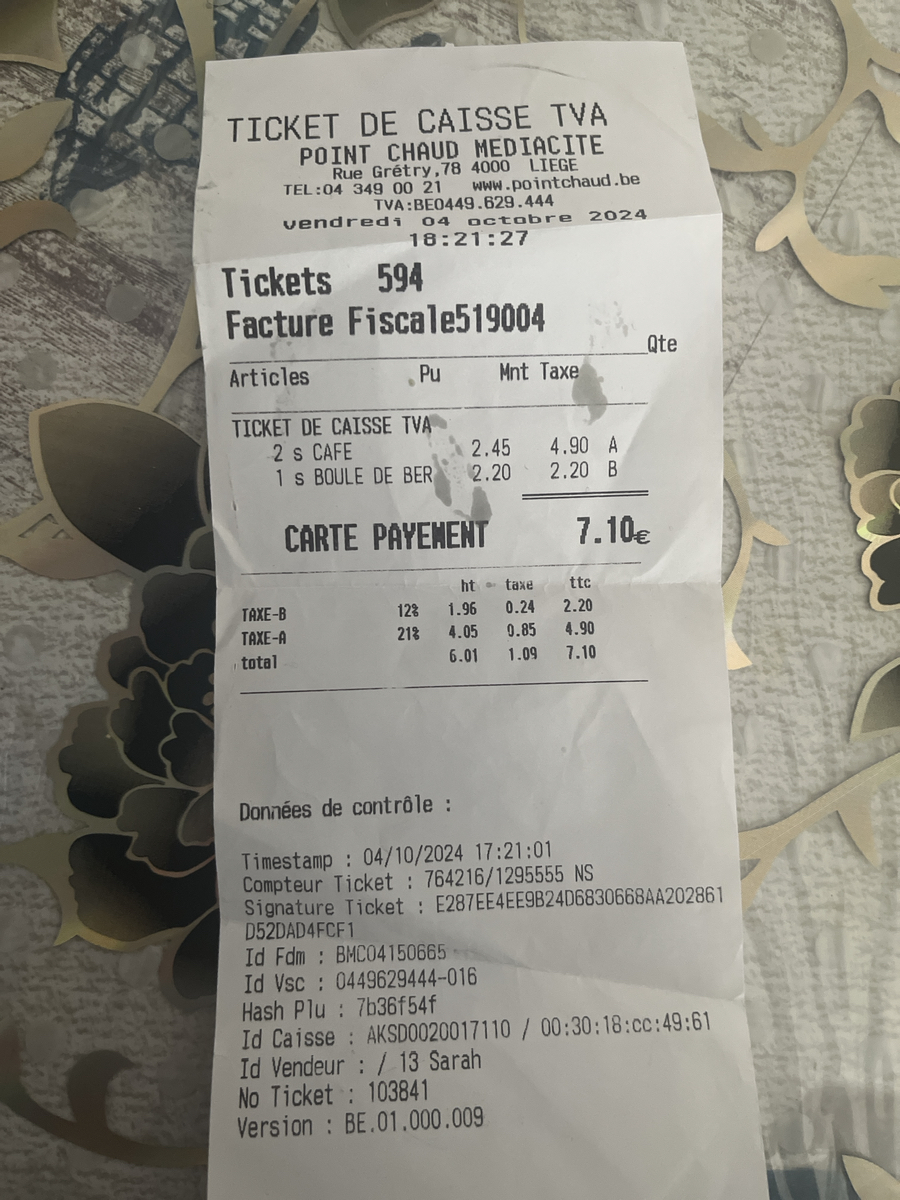 TICKET DE CAISSE TVA
POINT CHAUD MEDIACITE
Rue Grétry,78 4000 LIEGE
TEL:04 349 00 21 www.pointchaud.be
TVA:BE0449.629.444
vendredi 04 octobre 2024
18:21:27
Tickets 594
Facture Fiscale519004
Qte
Articles Pu Mnt Taxe
TICKET DE CAISSE TVA
2 s CAFE 2.45 4.90 A
1 s BOULE DE BER 2.20 2.20 B
CARTE PAYEMENT 7.10€
ht taxe ttc
TAXE-B 12% 1.96 0.24 2.20
TAXE-A 21% 4.05 0.85 4.90
total 6.01 1.09 7.10
Données de contrôle :
Timestamp : 04/10/2024 17:21:01
Compteur Ticket : 764216/1295555 NS
Signature Ticket : E287EE4EE9B24D6830668AA202861
D52DAD4FCF1
Id Fdm : BMC04150665
Id Vsc : 0449629444-016
Hash Plu : 7b36f54f
Id Caisse : AKSD0020017110 / 00:30:18:cc:49:61
Id Vendeur : / 13 Sarah
No Ticket : 103841
Version : BE.01.000.009